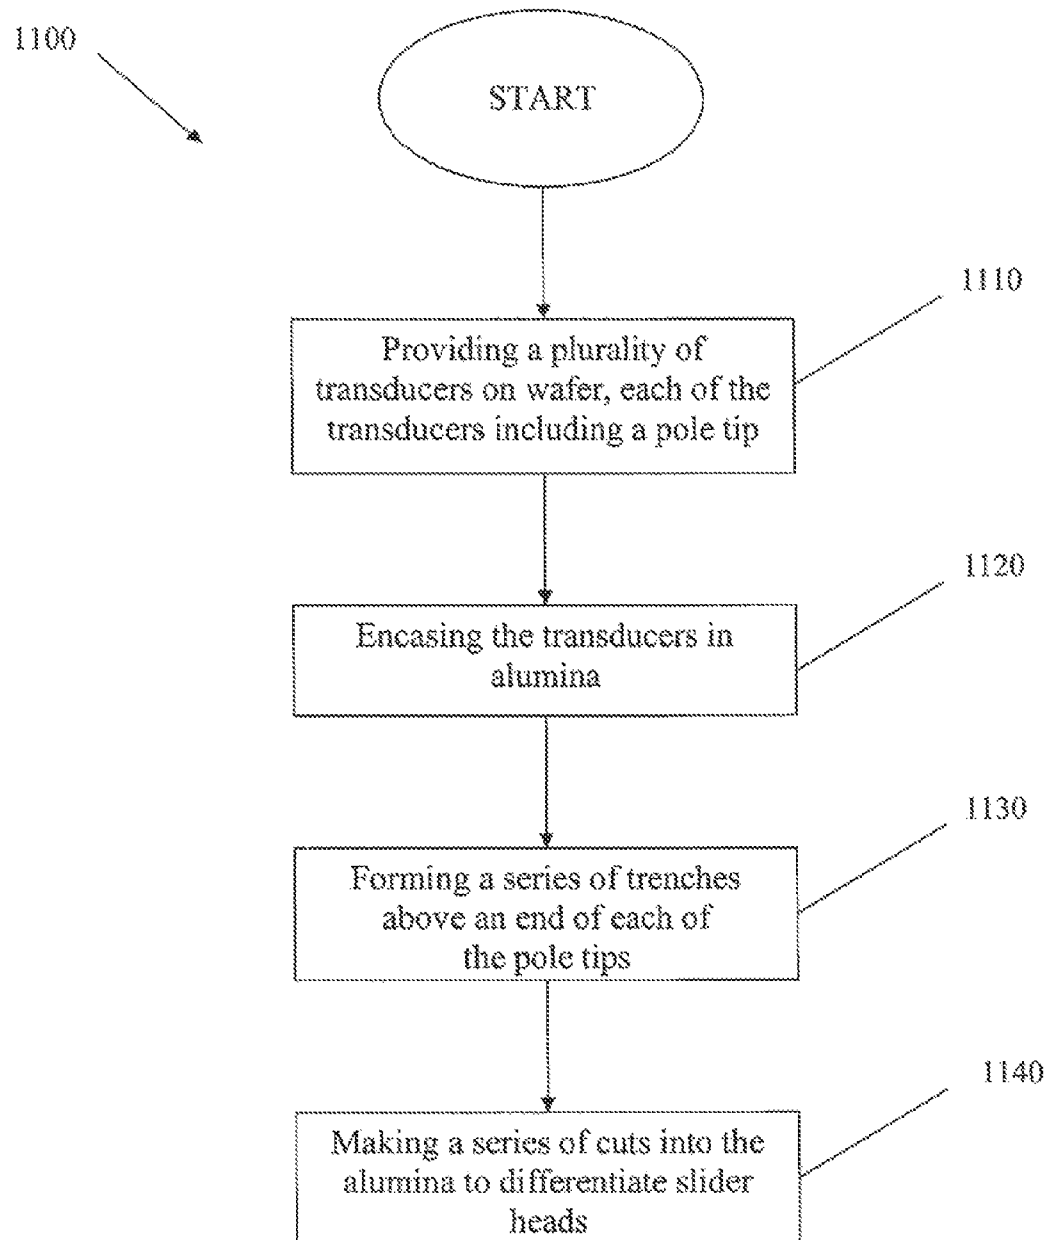 1100
START
1110
Providing a plurality of
transducers on wafer, each of the
transducers including a pole tip
1120
Encasing the transducers in
alumina
1130
Forming a series of trenches
above an end of each of
the pole tips
1140
Making a series of cuts into the
alumina to differentiate slider
heads